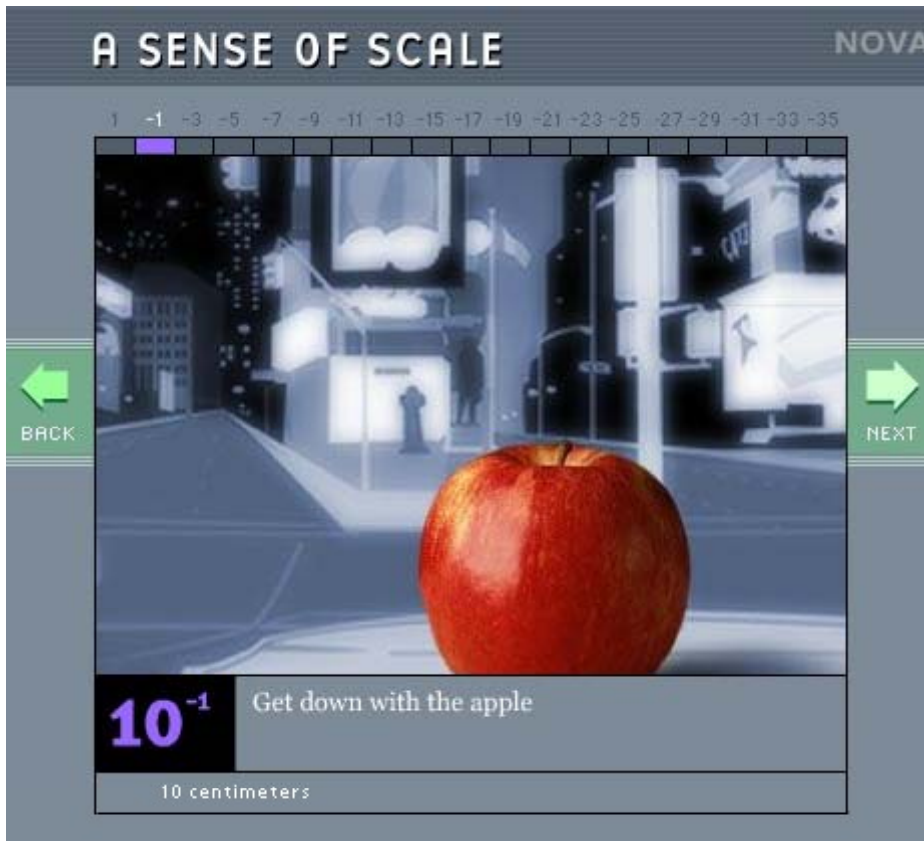 A SENSE OF SCALE
NOVA
1 -1 -3 -5 -7 -9 -11 -13 -15 -17 -19 -21 -23 -25 -27 -29 -31 -33 -35
BACK
NEXT
10⁻¹
Get down with the apple
10 centimeters